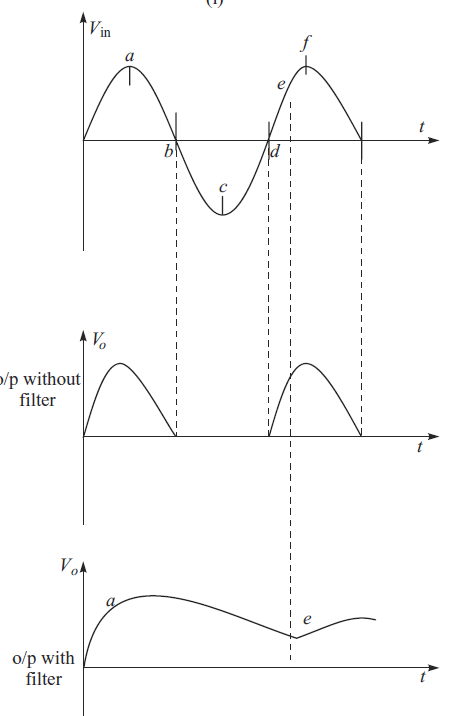 (i)
V_in
a
f
e
t
b
d
c
V_o
o/p without
filter
t
V_o
a
e
o/p with
filter
t